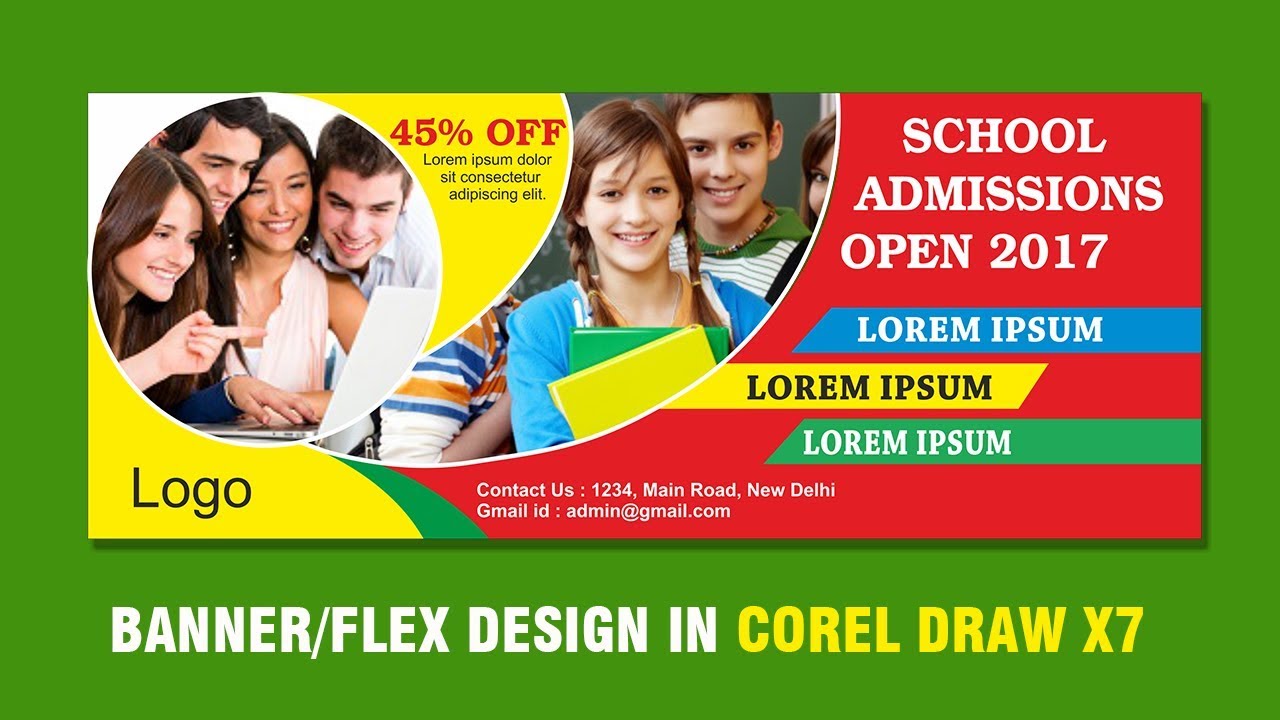 45% OFF
Lorem ipsum dolor
sit consectetur
adipiscing elit.
SCHOOL
ADMISSIONS
OPEN 2017
LOREM IPSUM
LOREM IPSUM
LOREM IPSUM
Logo
Contact Us : 1234, Main Road, New Delhi
Gmail id : admin@gmail.com
BANNER/FLEX DESIGN IN COREL DRAW X7